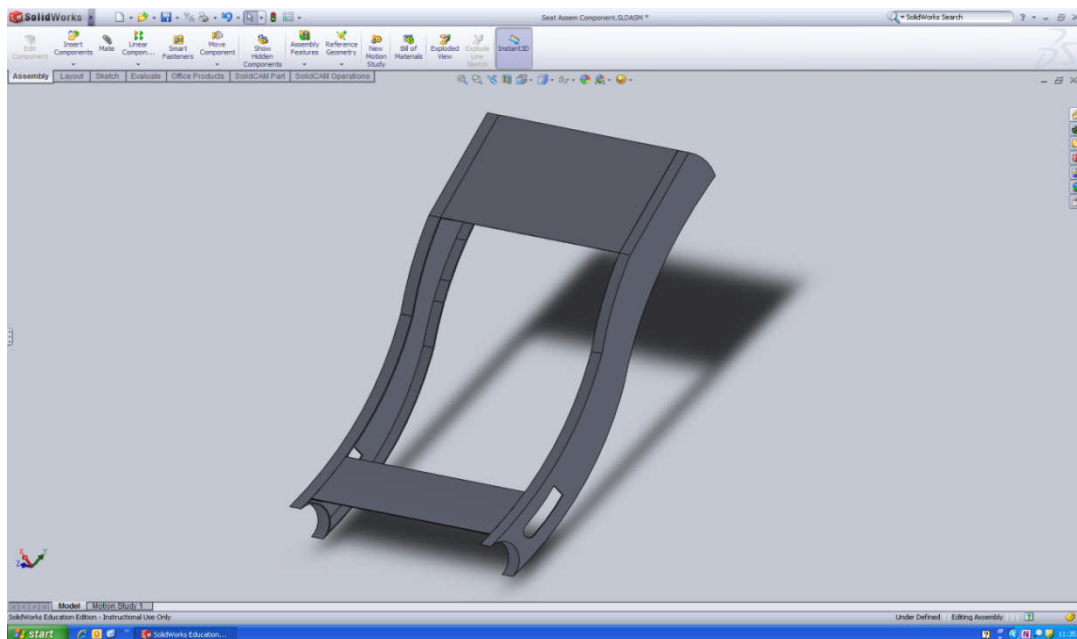 SolidWorks
Seat Assem Component.SLDASM *
SolidWorks Search
Edit Component
Insert Components
Mate
Linear Compon...
Smart Fasteners
Move Component
Show Hidden Components
Assembly Features
Reference Geometry
New Motion Study
Bill of Materials
Exploded View
Explode Line Sketch
Instant3D
Assembly Layout Sketch Evaluate Office Products SolidCAM Part SolidCAM Operations
Model Motion Study 1
SolidWorks Education Edition - Instructional Use Only
Under Defined Editing Assembly
start
SolidWorks Education...